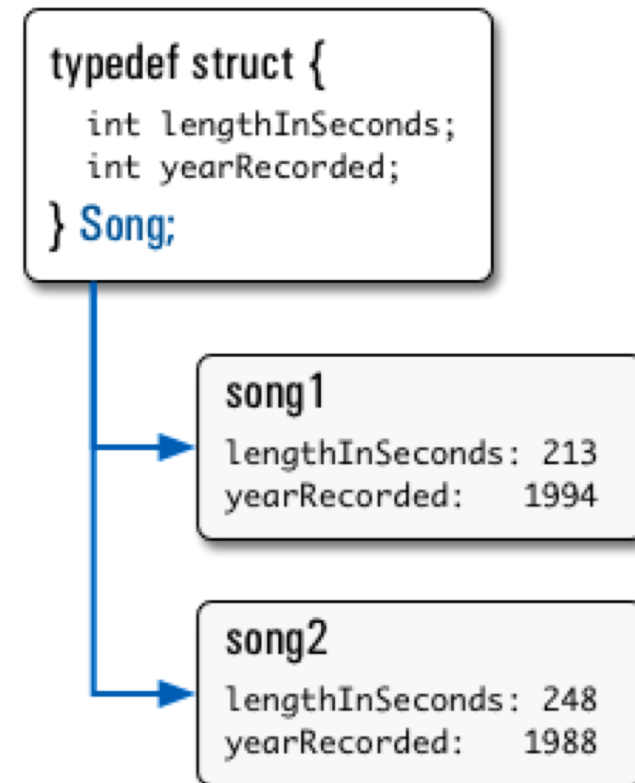 typedef struct {
int lengthInSeconds;
int yearRecorded;
} Song;
song1
lengthInSeconds: 213
yearRecorded: 1994
song2
lengthInSeconds: 248
yearRecorded: 1988